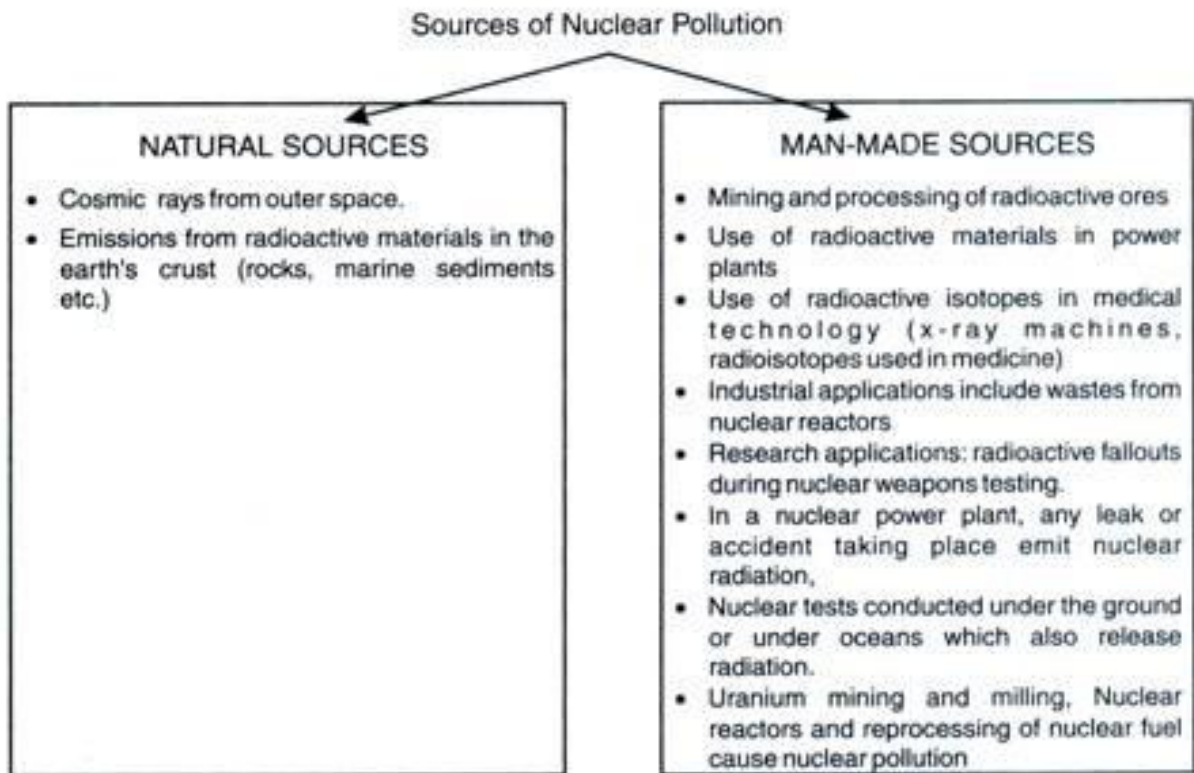 Sources of Nuclear Pollution
NATURAL SOURCES
• Cosmic rays from outer space.
• Emissions from radioactive materials in the
earth's crust (rocks, marine sediments
etc.)
MAN-MADE SOURCES
• Mining and processing of radioactive ores
• Use of radioactive materials in power
plants
• Use of radioactive isotopes in medical
technology (x-ray machines,
radioisotopes used in medicine)
• Industrial applications include wastes from
nuclear reactors
• Research applications: radioactive fallouts
during nuclear weapons testing.
• In a nuclear power plant, any leak or
accident taking place emit nuclear
radiation,
• Nuclear tests conducted under the ground
or under oceans which also release
radiation.
• Uranium mining and milling, Nuclear
reactors and reprocessing of nuclear fuel
cause nuclear pollution